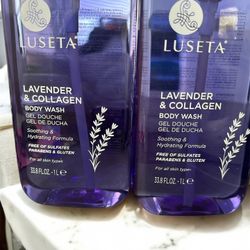 LUSETA
LAVENDER
& COLLAGEN
BODY WASH
GEL DOUCHE
GEL DE DUCHA
Soothing &
Hydrating Formula
FREE OF SULFATES
PARABENS & GLUTEN
For all skin types
33.8 FL.OZ. - 1 L e
LUSETA
LAVENDER
& COLLAGEN
BODY WASH
GEL DOUCHE
GEL DE DUCHA
Soothing &
Hydrating Formula
FREE OF SULFATES
PARABENS & GLUTEN
For all skin types
33.8 FL.OZ. - 1 L e